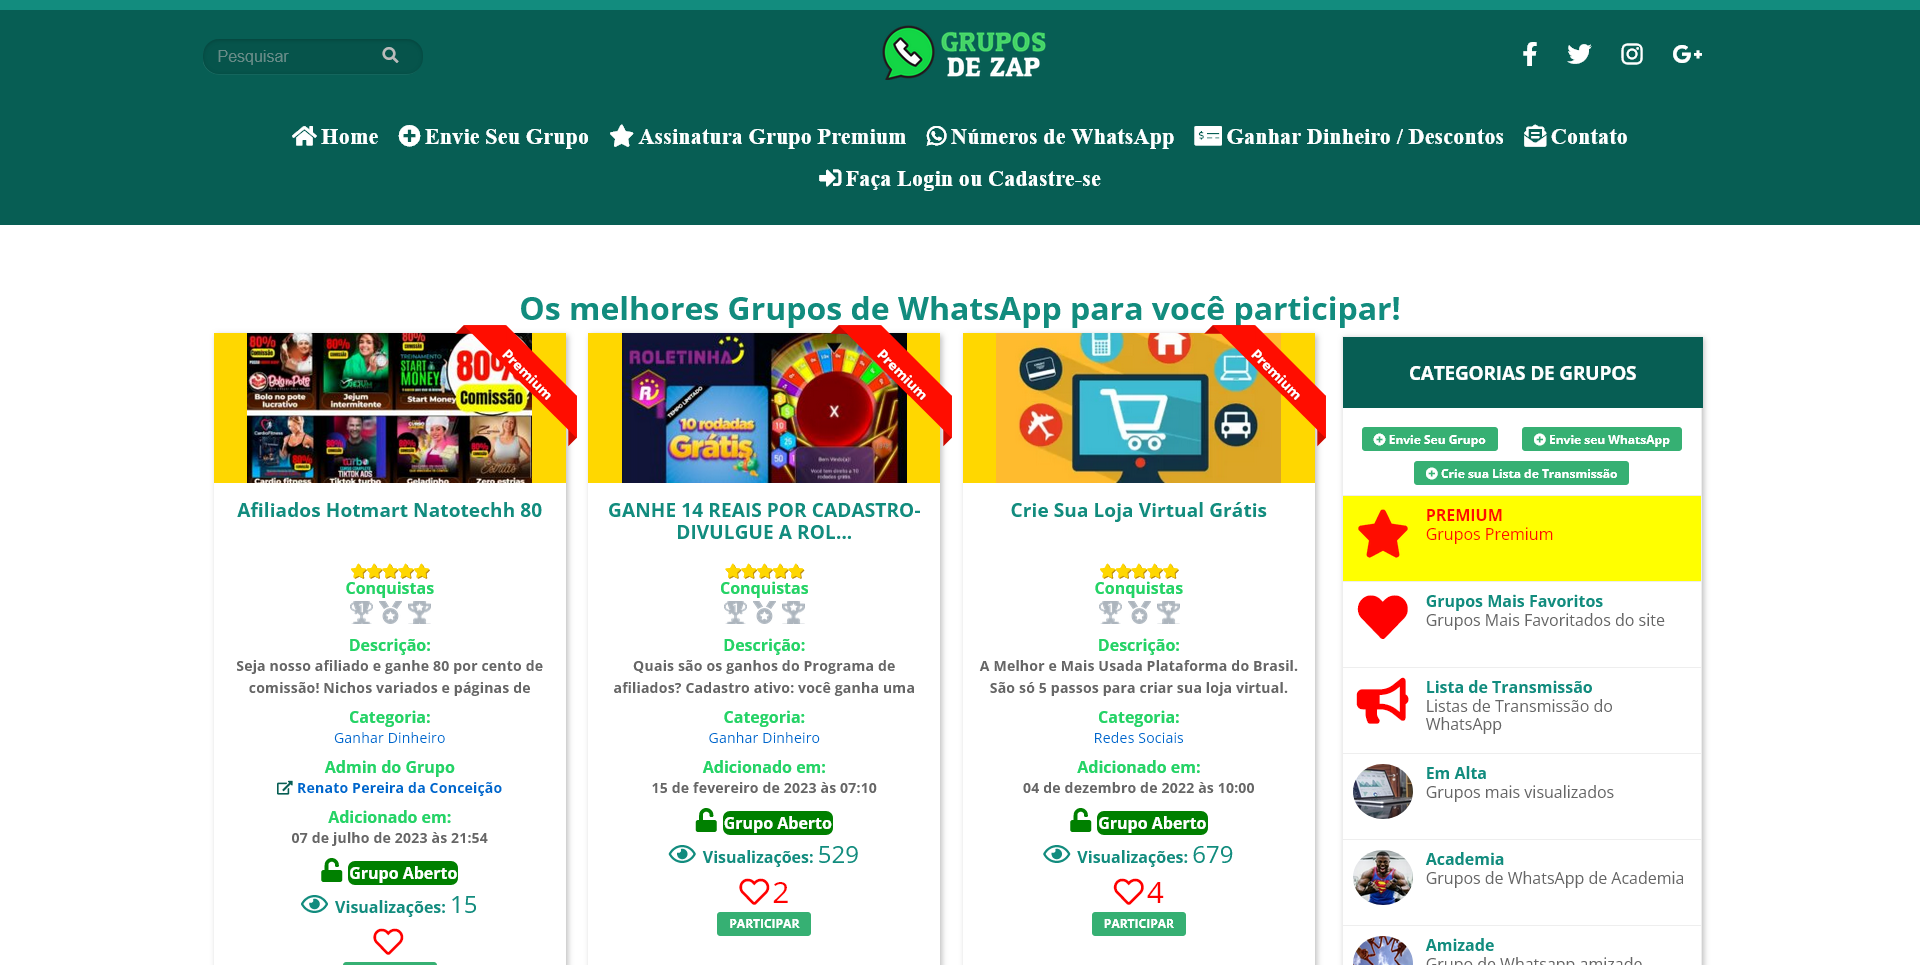 Pesquisar
GRUPOS
DE ZAP
Home
Envie Seu Grupo
Assinatura Grupo Premium
Números de WhatsApp
Ganhar Dinheiro / Descontos
Contato
Faça Login ou Cadastre-se
Os melhores Grupos de WhatsApp para você participar!
80%
Comissão
Bolo no pote
lucrativo
80%
Jejum
intermitente
TREINAMENTO
START
MONEY
Start Money
80%
Comissão
Cardio fitness
TikTok turbo
Geladinho
Zero estrias
Premium
Afiliados Hotmart Natotechh 80
Conquistas
Descrição:
Seja nosso afiliado e ganhe 80 por cento de
comissão! Nichos variados e páginas de
Categoria:
Ganhar Dinheiro
Admin do Grupo
Renato Pereira da Conceição
Adicionado em:
07 de julho de 2023 às 21:54
Grupo Aberto
Visualizações: 15
ROLETINHA
TEMPO LIMITADO
10 rodadas
Grátis
X
Premium
GANHE 14 REAIS POR CADASTRO-
DIVULGUE A ROL...
Conquistas
Descrição:
Quais são os ganhos do Programa de
afiliados? Cadastro ativo: você ganha uma
Categoria:
Ganhar Dinheiro
Adicionado em:
15 de fevereiro de 2023 às 07:10
Grupo Aberto
Visualizações: 529
2
PARTICIPAR
Premium
Crie Sua Loja Virtual Grátis
Conquistas
Descrição:
A Melhor e Mais Usada Plataforma do Brasil.
São só 5 passos para criar sua loja virtual.
Categoria:
Redes Sociais
Adicionado em:
04 de dezembro de 2022 às 10:00
Grupo Aberto
Visualizações: 679
4
PARTICIPAR
CATEGORIAS DE GRUPOS
Envie Seu Grupo
Envie seu WhatsApp
Crie sua Lista de Transmissão
PREMIUM
Grupos Premium
Grupos Mais Favoritos
Grupos Mais Favoritados do site
Lista de Transmissão
Listas de Transmissão do
WhatsApp
Em Alta
Grupos mais visualizados
Academia
Grupos de WhatsApp de Academia
Amizade
Grupo de Whatsapp amizade